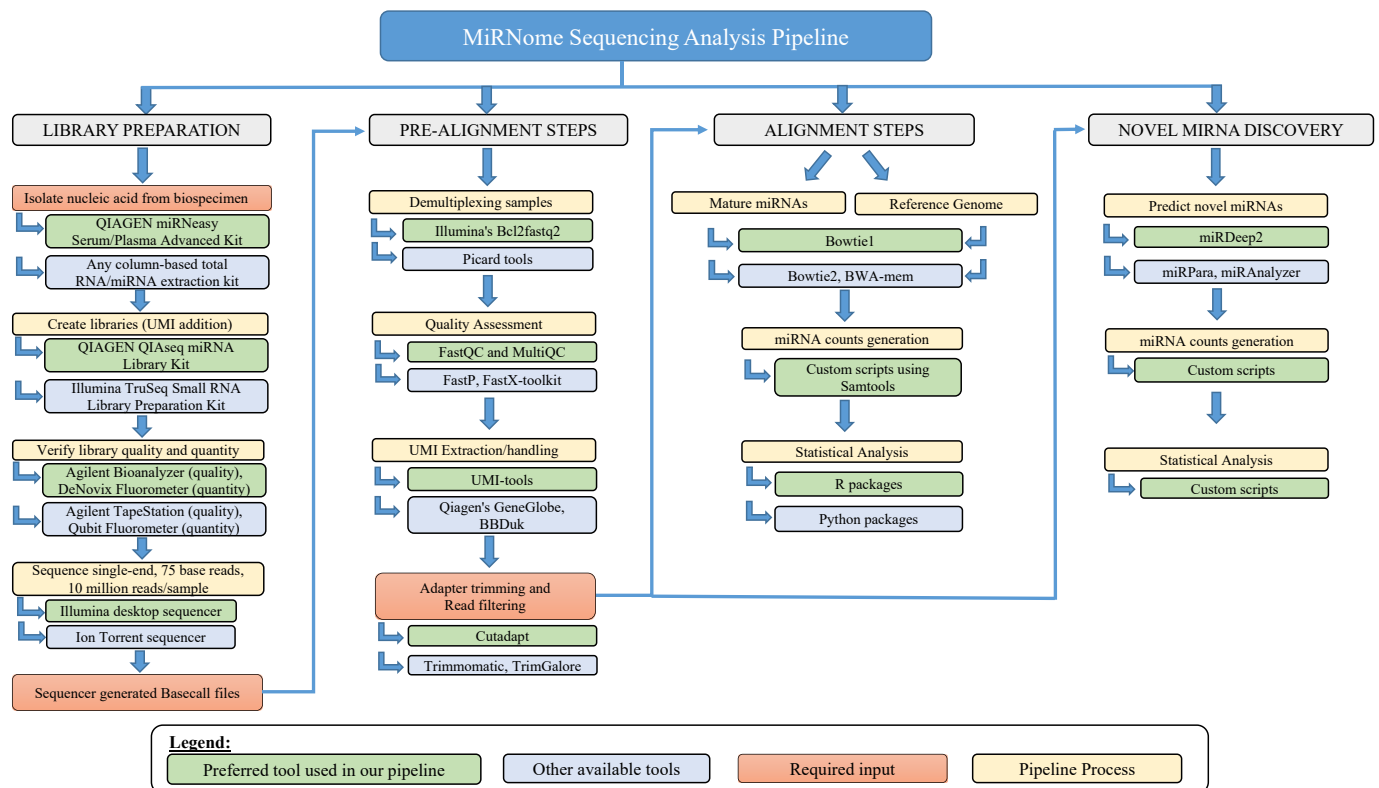 MiRNome Sequencing Analysis Pipeline
LIBRARY PREPARATION
Isolate nucleic acid from biospecimen
QIAGEN miRNeasy
Serum/Plasma Advanced Kit
Any column-based total
RNA/miRNA extraction kit
Create libraries (UMI addition)
QIAGEN QIAseq miRNA
Library Kit
Illumina TruSeq Small RNA
Library Preparation Kit
Verify library quality and quantity
Agilent Bioanalyzer (quality),
DeNovix Fluorometer (quantity)
Agilent TapeStation (quality),
Qubit Fluorometer (quantity)
Sequence single-end, 75 base reads,
10 million reads/sample
Illumina desktop sequencer
Ion Torrent sequencer
Sequencer generated Basecall files
PRE-ALIGNMENT STEPS
Demultiplexing samples
Illumina's Bcl2fastq2
Picard tools
Quality Assessment
FastQC and MultiQC
FastP, FastX-toolkit
UMI Extraction/handling
UMI-tools
Qiagen's GeneGlobe,
BBDuk
Adapter trimming and
Read filtering
Cutadapt
Trimmomatic, TrimGalore
ALIGNMENT STEPS
Mature miRNAs
Reference Genome
Bowtie1
Bowtie2, BWA-mem
miRNA counts generation
Custom scripts using
Samtools
Statistical Analysis
R packages
Python packages
NOVEL MIRNA DISCOVERY
Predict novel miRNAs
miRDeep2
miRPara, miRAnalyzer
miRNA counts generation
Custom scripts
Statistical Analysis
Custom scripts
Legend:
Preferred tool used in our pipeline
Other available tools
Required input
Pipeline Process